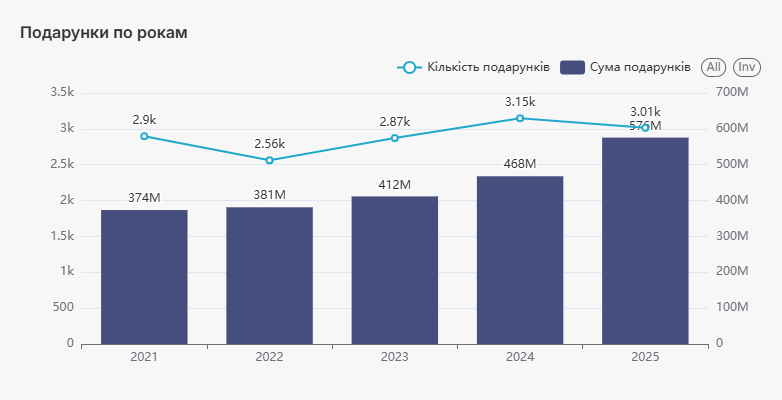 Подарунки по рокам
Кількість подарунків Сума подарунків All Inv
3.5k 700M
3.15k
3.01k
2.9k
2.87k
3k 576M 600M
2.56k
2.5k 468M 500M
412M
381M
374M
2k 400M
1.5k 300M
1k 200M
500 100M
0 0
2021 2022 2023 2024 2025